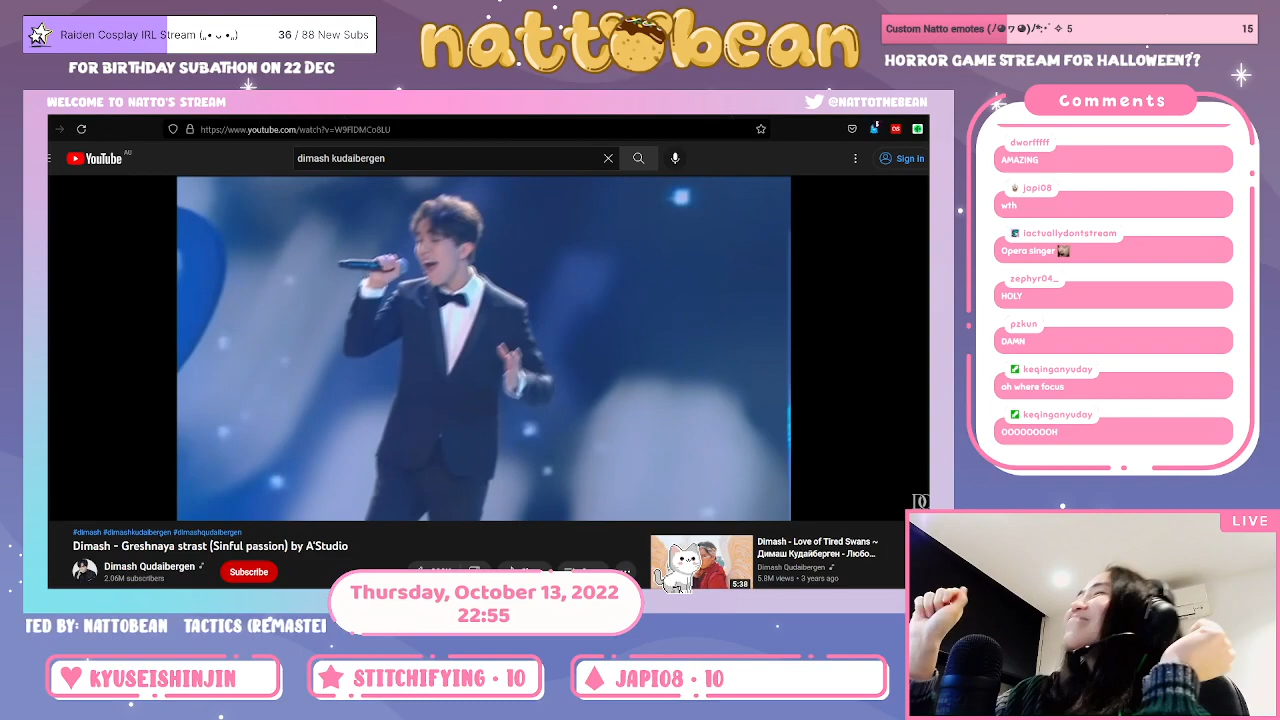 Raiden Cosplay IRL Stream („• ᴗ •„) 36 / 80 New Subs
FOR BIRTHDAY SUBATHON ON 22 DEC
nattobean
Custom Natto emotes 5 15
HORROR GAME STREAM FOR HALLOWEEN??
WELCOME TO NATTO'S STREAM
@NATTOTHEBEAN
https://www.youtube.com/watch?v=W9FIDMCo8LU
YouTube AU
dimash kudaibergen
Sign in
Comments
dworfffff
AMAZING
japi08
wth
iactuallydontstream
Opera singer
zephyr04_
HOLY
pzkun
DAMN
keqinganyuday
oh where focus
keqinganyuday
OOOOOOOOH
#dimash #dimashkudaibergen #dimashqudaibergen
Dimash - Greshnaya strast (Sinful passion) by A'Studio
Dimash Qudaibergen
2.06M subscribers
Subscribe
5:38
Dimash - Love of Tired Swans ~
Димаш Кудайберген - Любо...
Dimash Qudaibergen
5.8M views • 3 years ago
LIVE
Thursday, October 13, 2022
22:55
TED BY: NATTOBEAN TACTICS (REMASTE
KYUSEISHINJIN
STITCHIFYING · 10
JAPI08 · 10